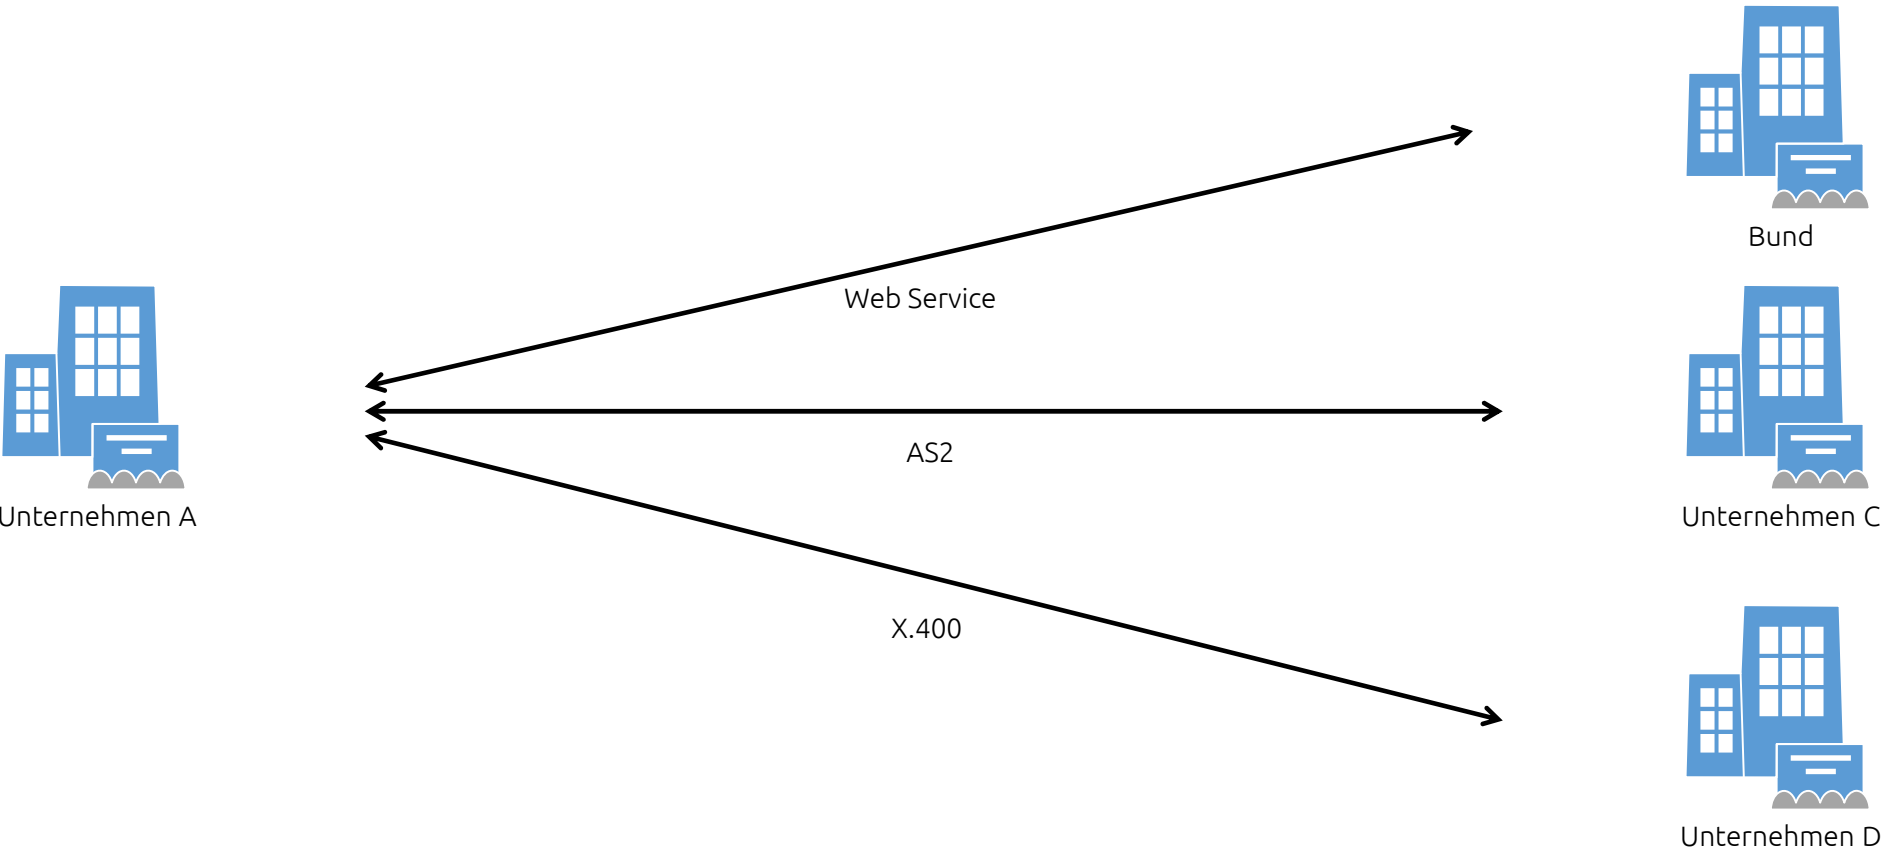 Bund
Web Service
AS2
Unternehmen A
Unternehmen C
X.400
Unternehmen D